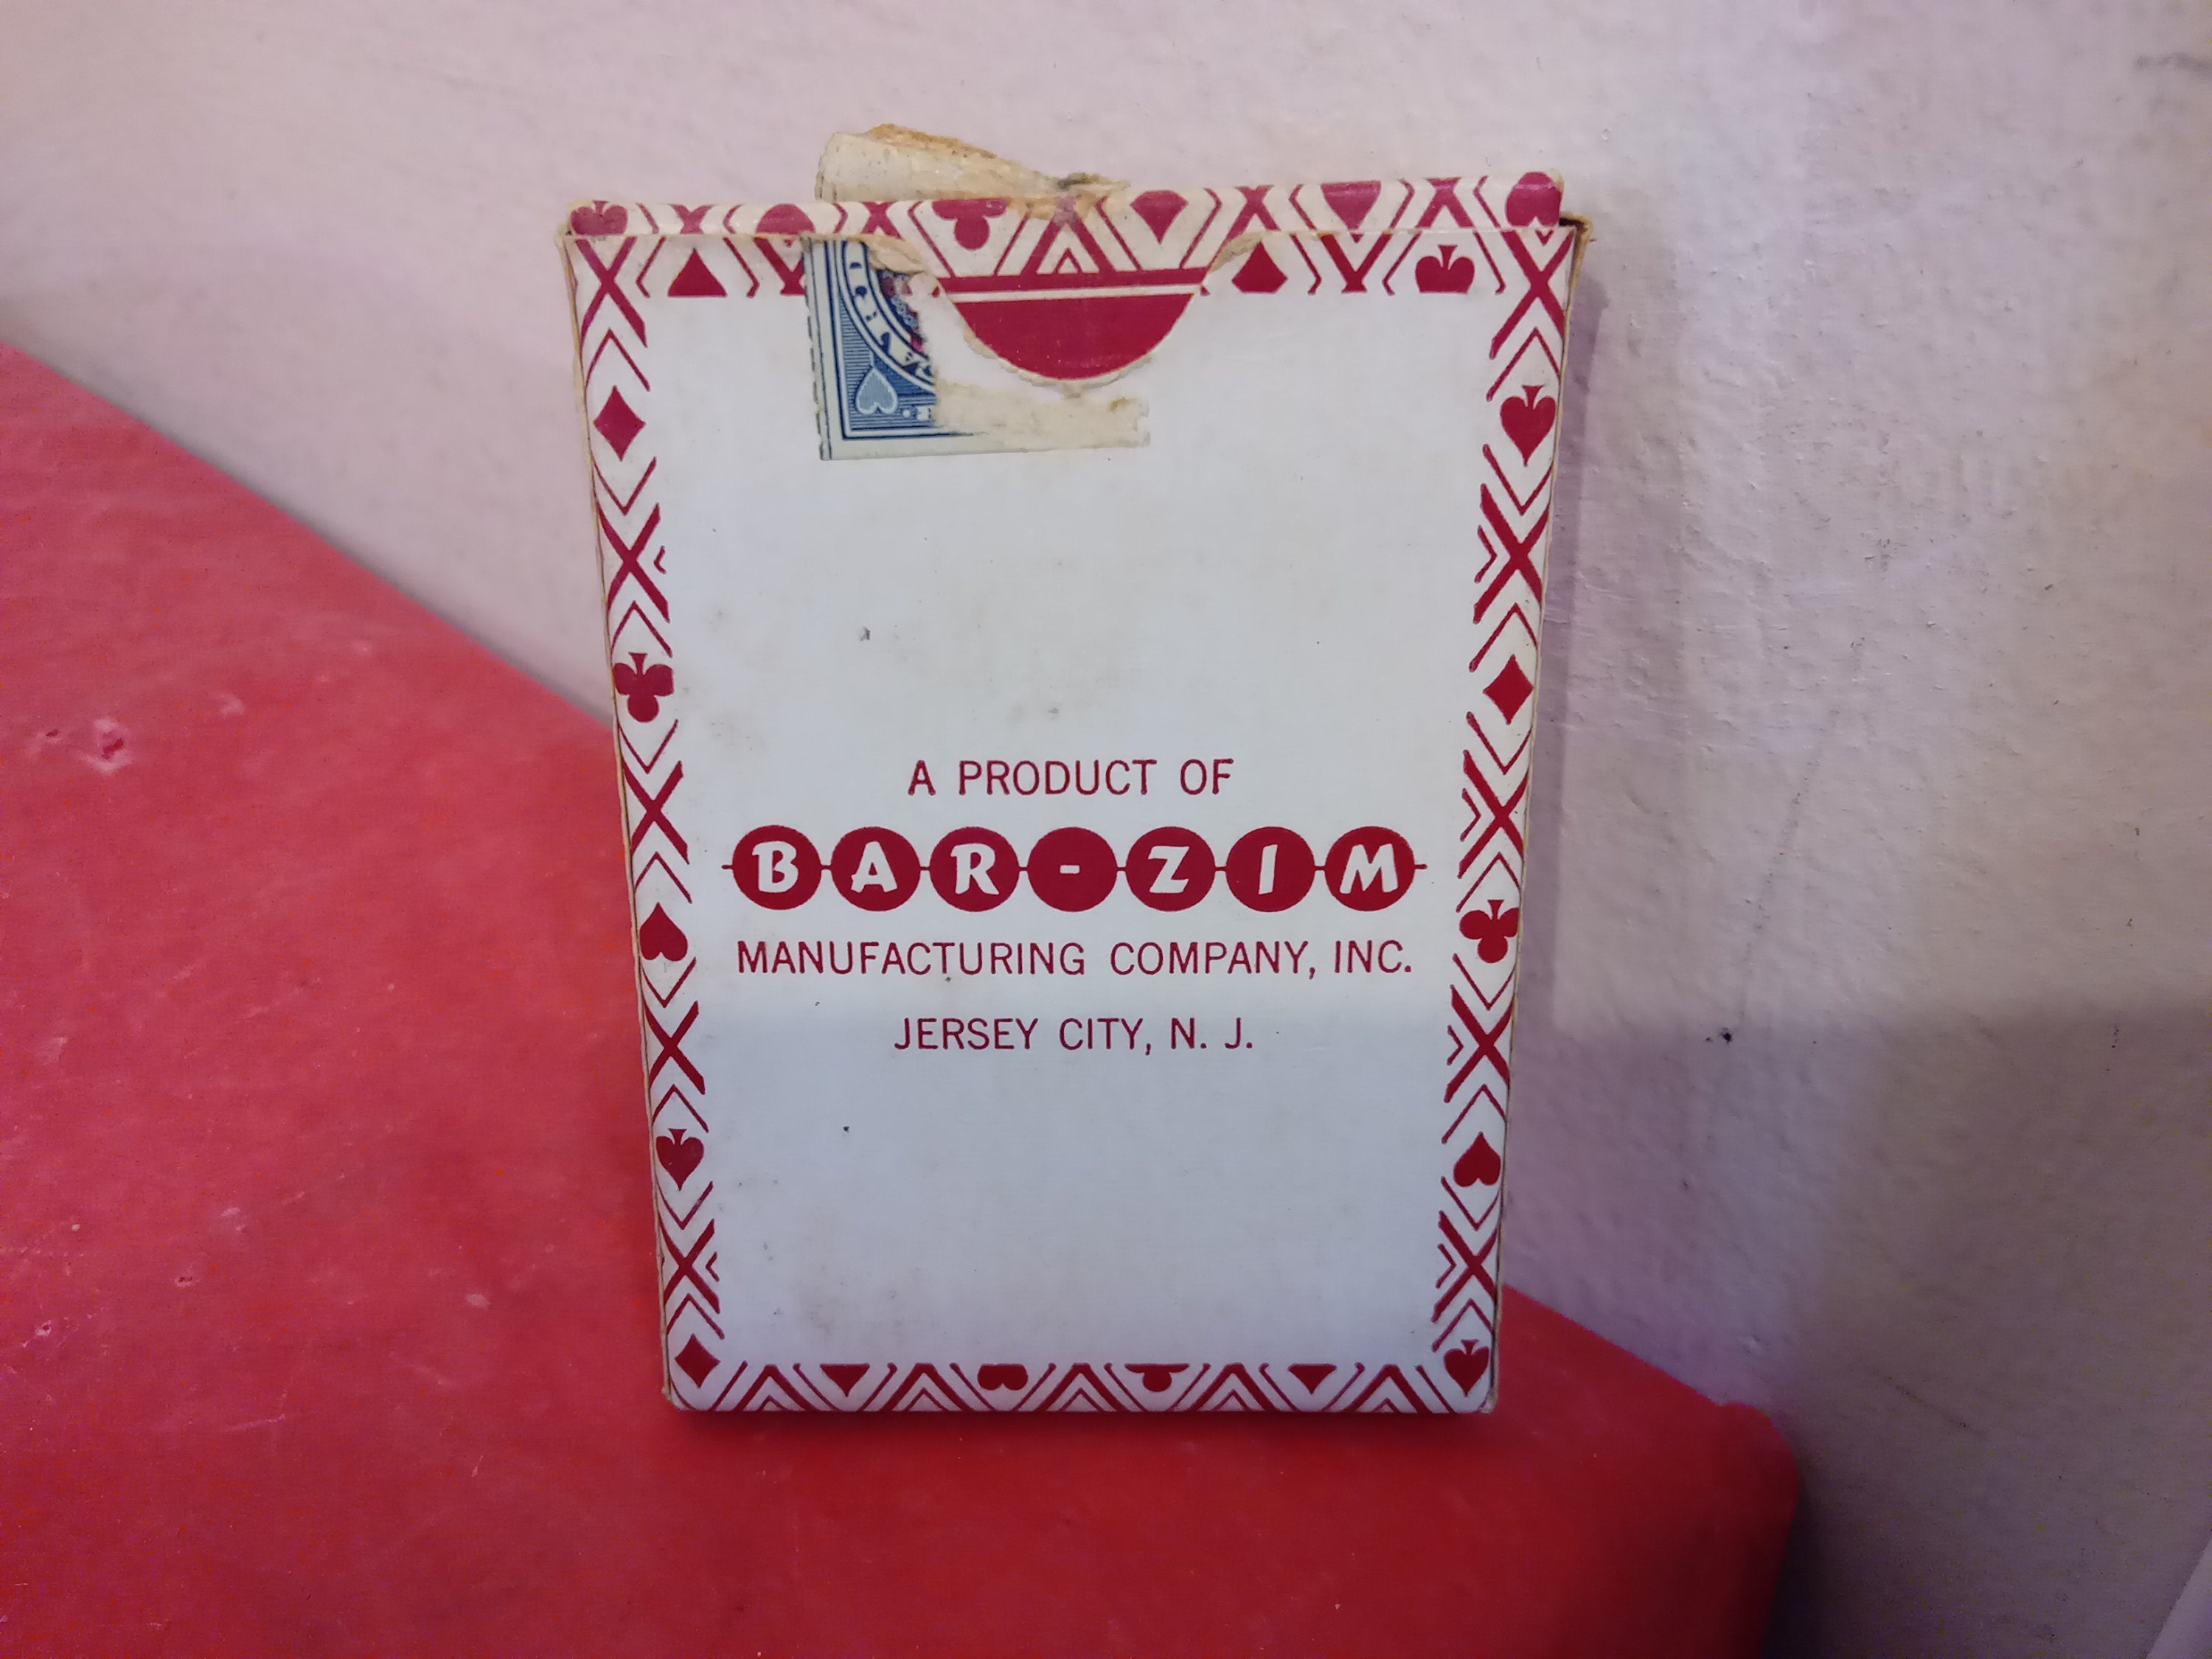 A PRODUCT OF
BAR-ZIM
MANUFACTURING COMPANY, INC.
JERSEY CITY, N. J.